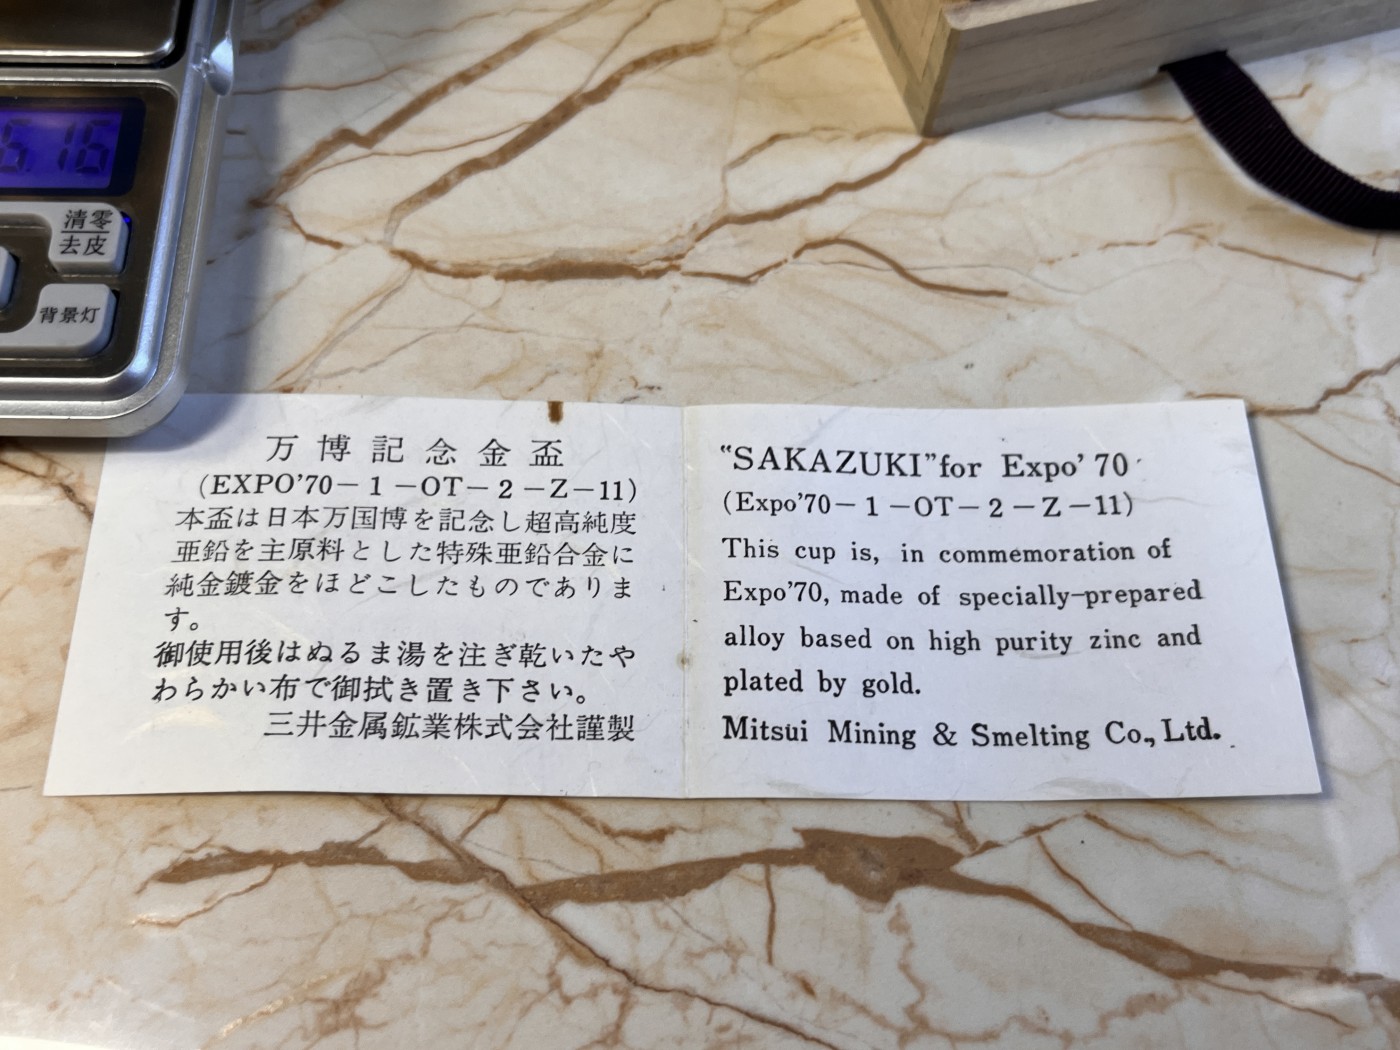 6.16
清零
去皮
背景灯
万博記念金盃
(EXPO'70－1－OT－2－Z－11)
本盃は日本万国博を記念し超高純度
亜鉛を主原料とした特殊亜鉛合金に
純金鍍金をほどこしたものでありま
す。
御使用後はぬるま湯を注ぎ乾いたや
わらかい布で御拭き置き下さい。
三井金属鉱業株式会社謹製
“SAKAZUKI” for Expo' 70
(Expo'70－1－OT－2－Z－11)
This cup is, in commemoration of
Expo'70, made of specially-prepared
alloy based on high purity zinc and
plated by gold.
Mitsui Mining & Smelting Co., Ltd.